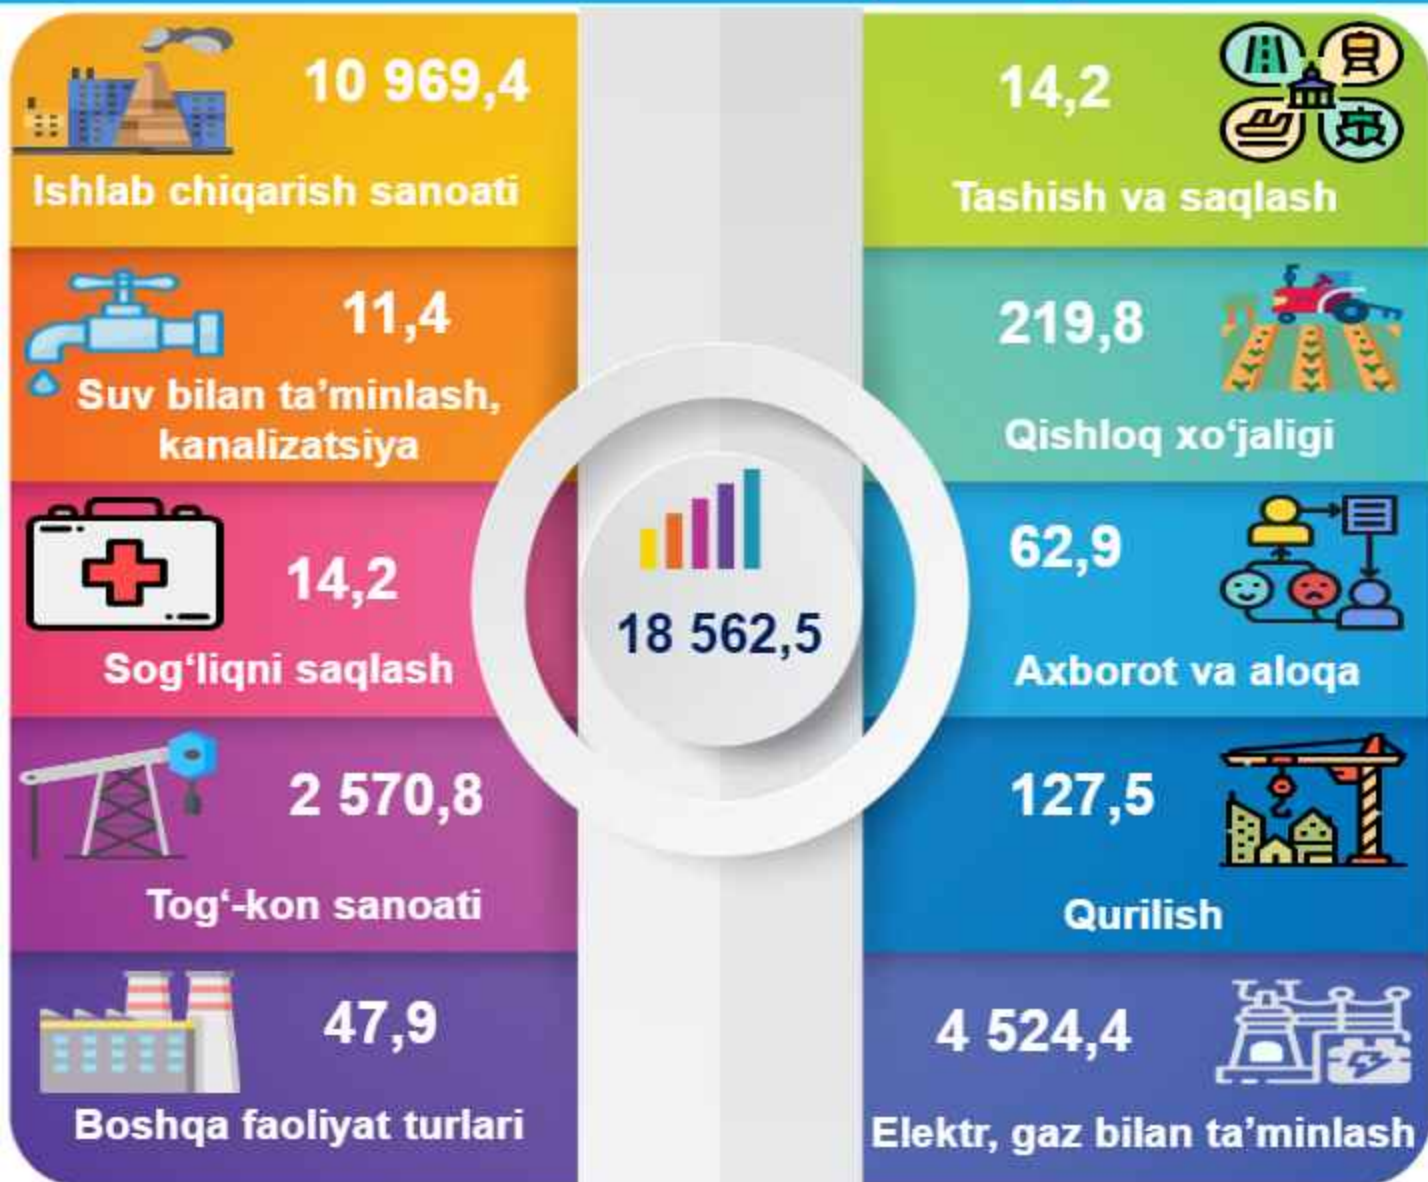 10 969,4
Ishlab chiqarish sanoati
11,4
Suv bilan ta’minlash,
kanalizatsiya
14,2
Sog‘liqni saqlash
2 570,8
Tog‘-kon sanoati
47,9
Boshqa faoliyat turlari
18 562,5
14,2
Tashish va saqlash
219,8
Qishloq xo‘jaligi
62,9
Axborot va aloqa
127,5
Qurilish
4 524,4
Elektr, gaz bilan ta’minlash